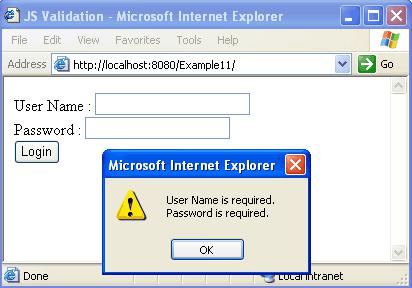 JS Validation - Microsoft Internet Explorer
File Edit View Favorites Tools Help
Address http://localhost:8080/Example11/ Go
User Name :
Password :
Login
Microsoft Internet Explorer
User Name is required.
Password is required.
OK
Done Local intranet